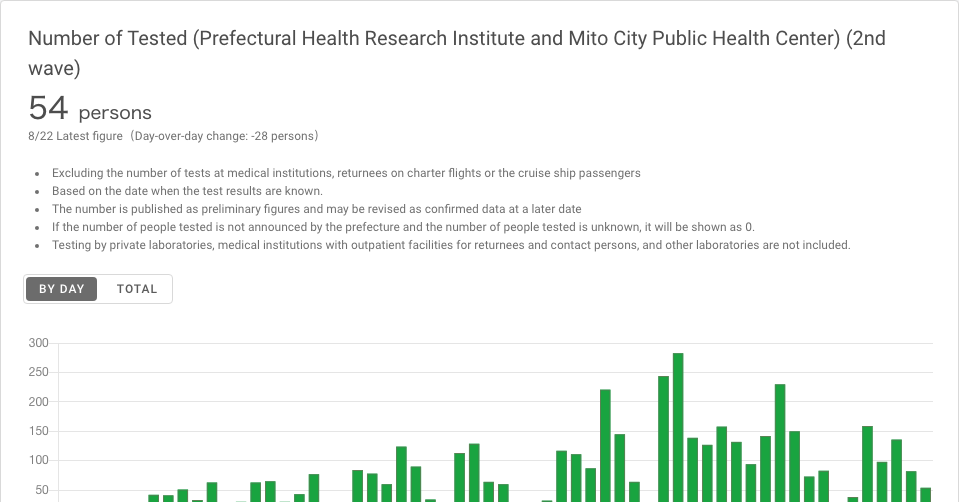 Number of Tested (Prefectural Health Research Institute and Mito City Public Health Center) (2nd
wave)
54 persons
8/22 Latest figure（Day-over-day change: -28 persons）
Excluding the number of tests at medical institutions, returnees on charter flights or the cruise ship passengers
Based on the date when the test results are known.
The number is published as preliminary figures and may be revised as confirmed data at a later date
If the number of people tested is not announced by the prefecture and the number of people tested is unknown, it will be shown as 0.
Testing by private laboratories, medical institutions with outpatient facilities for returnees and contact persons, and other laboratories are not included.
BY DAY TOTAL
300
250
200
150
100
50